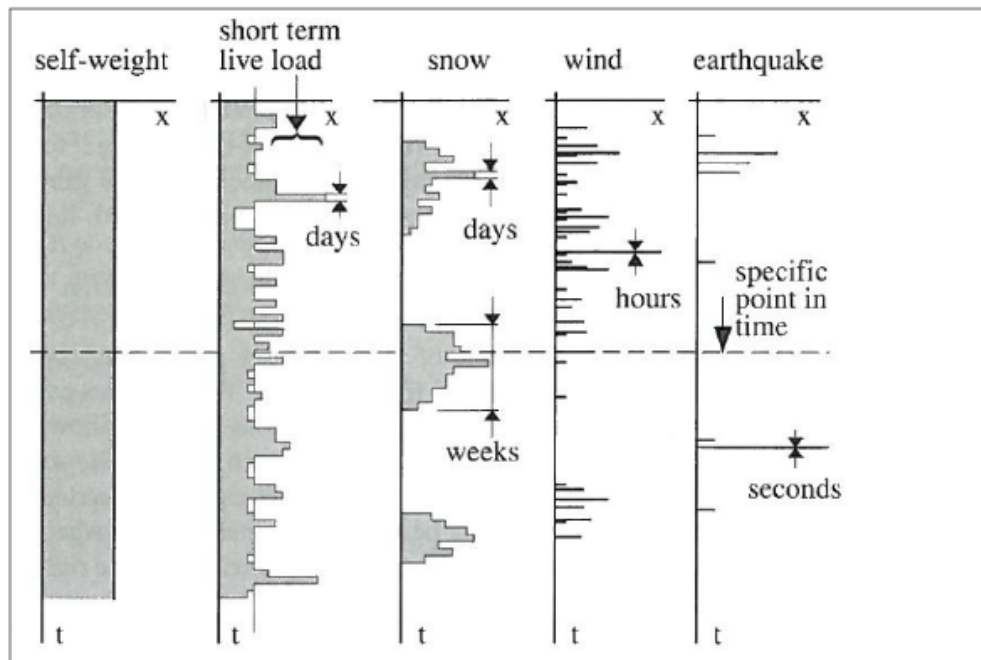 short term
self-weight live load snow wind earthquake
x x x x x
days days
hours
specific
point in
time
weeks
seconds
t t t t t